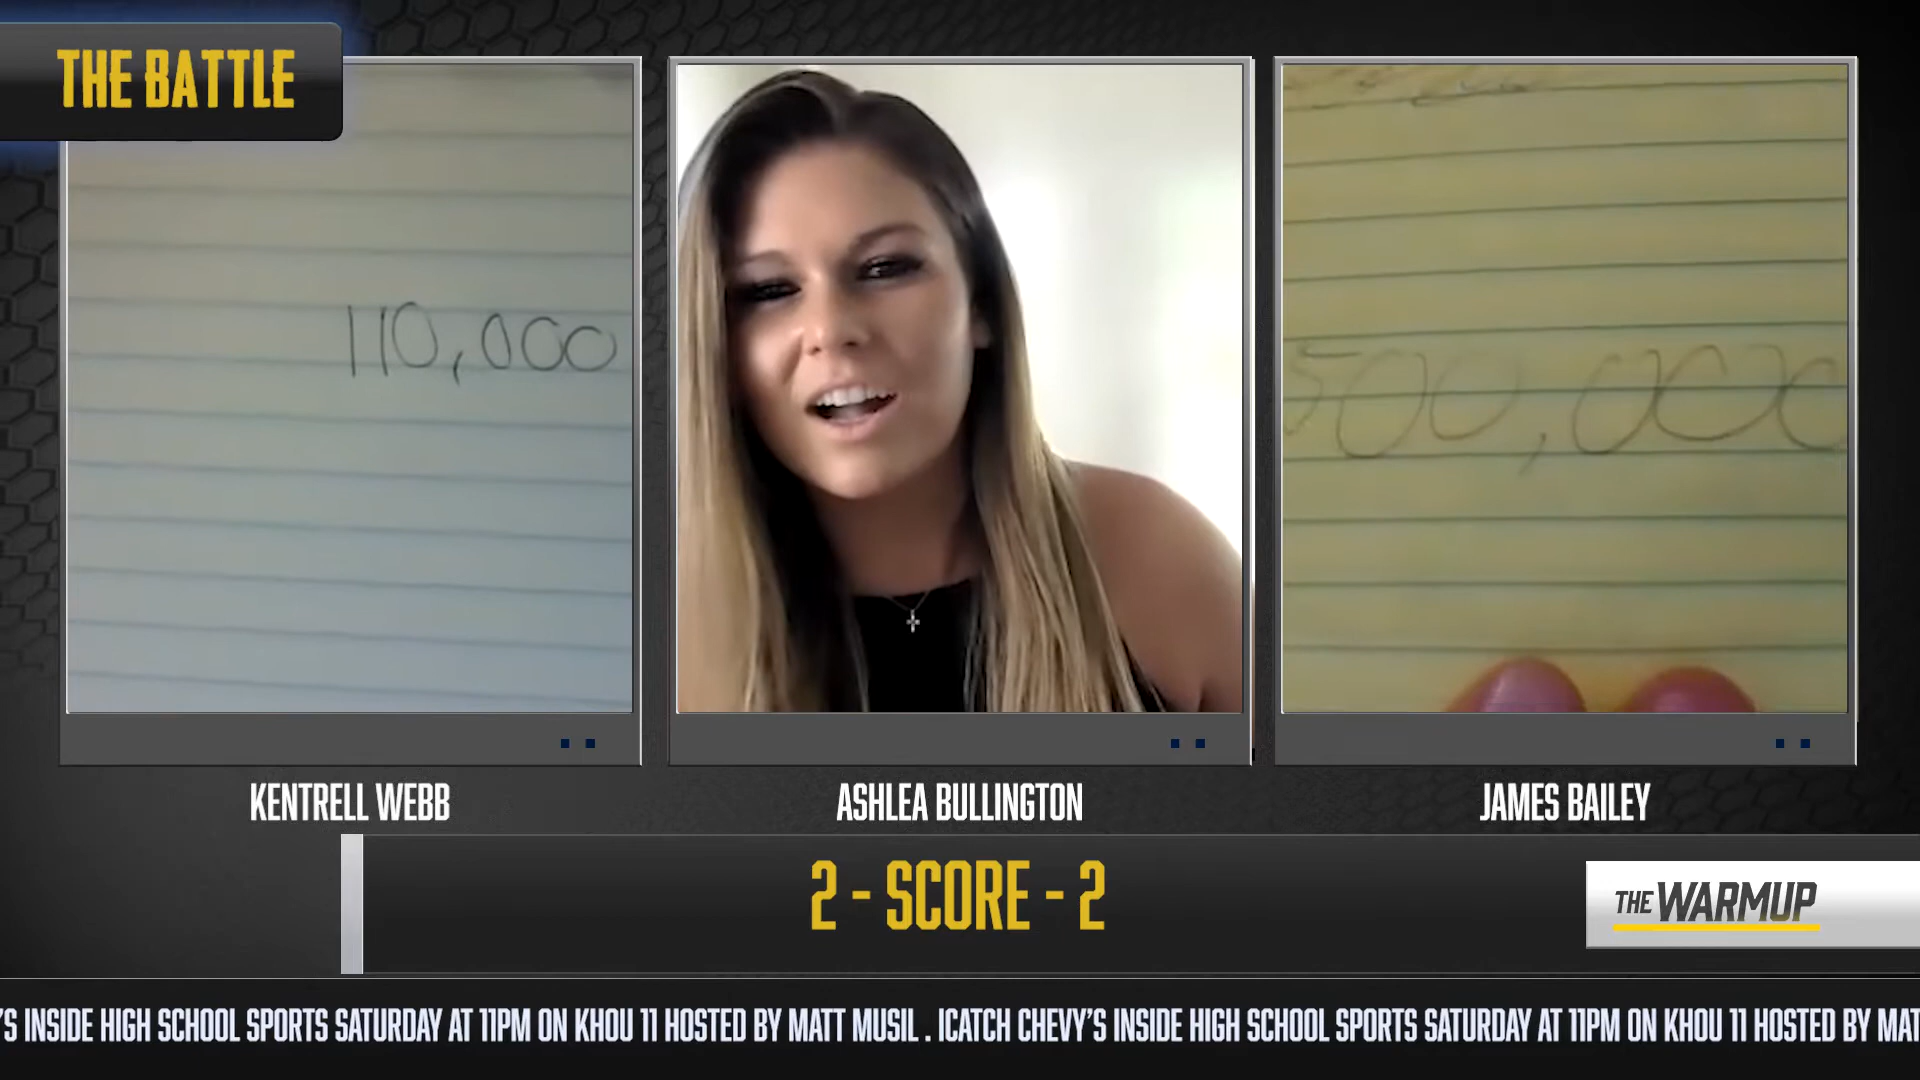 THE BATTLE
110,000
500,000
KENTRELL WEBB
ASHLEA BULLINGTON
JAMES BAILEY
2 - SCORE - 2
THE WARMUP
'S INSIDE HIGH SCHOOL SPORTS SATURDAY AT 11PM ON KHOU 11 HOSTED BY MATT MUSIL . ICATCH CHEVY'S INSIDE HIGH SCHOOL SPORTS SATURDAY AT 11PM ON KHOU 11 HOSTED BY MAT